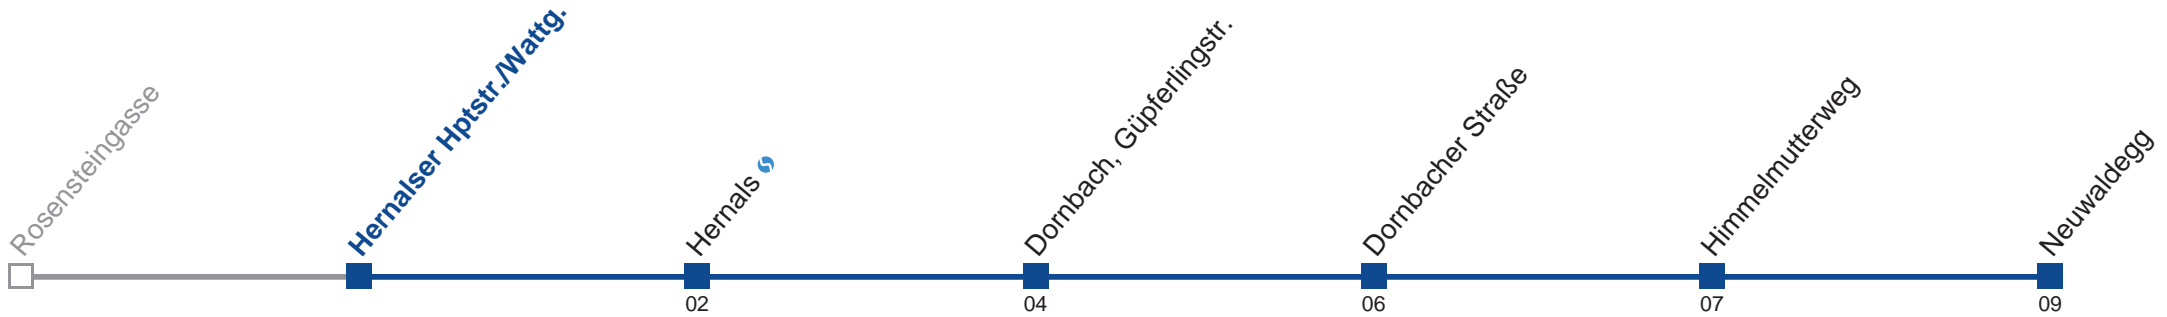 Rosensteingasse
Hernalser Hptstr./Wattg.
Hernals
Dornbach, Güpferlingstr.
Dornbacher Straße
Himmelmutterweg
Neuwaldegg
02
04
06
07
09